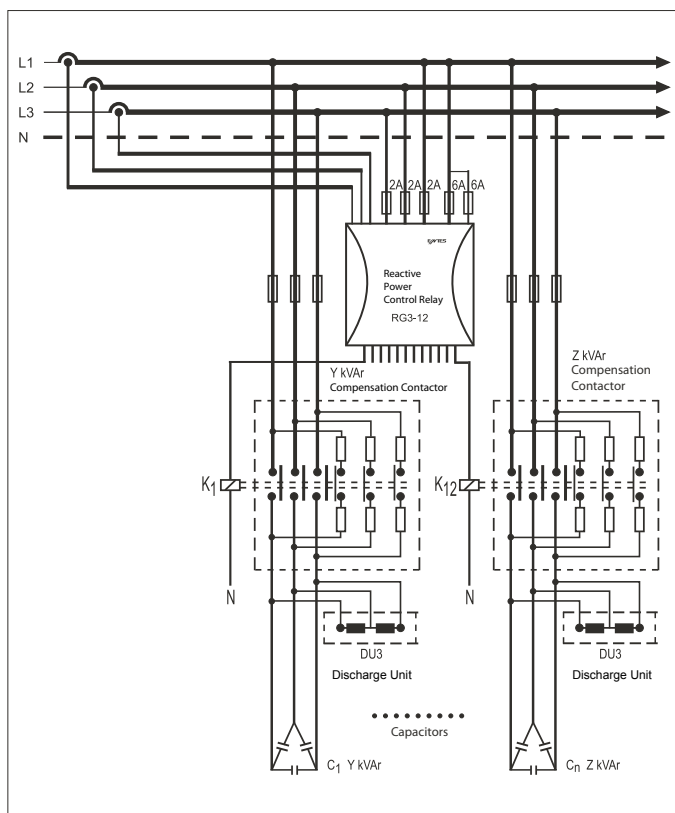 L1
L2
L3
N
2A 2A 2A 6A 6A
ENTES
Reactive
Power
Control Relay
RG3-12
Y kVAr
Compensation Contactor
Z kVAr
Compensation
Contactor
K1
K12
N
N
DU3
Discharge Unit
DU3
Discharge Unit
Capacitors
C1 Y kVAr
Cn Z kVAr